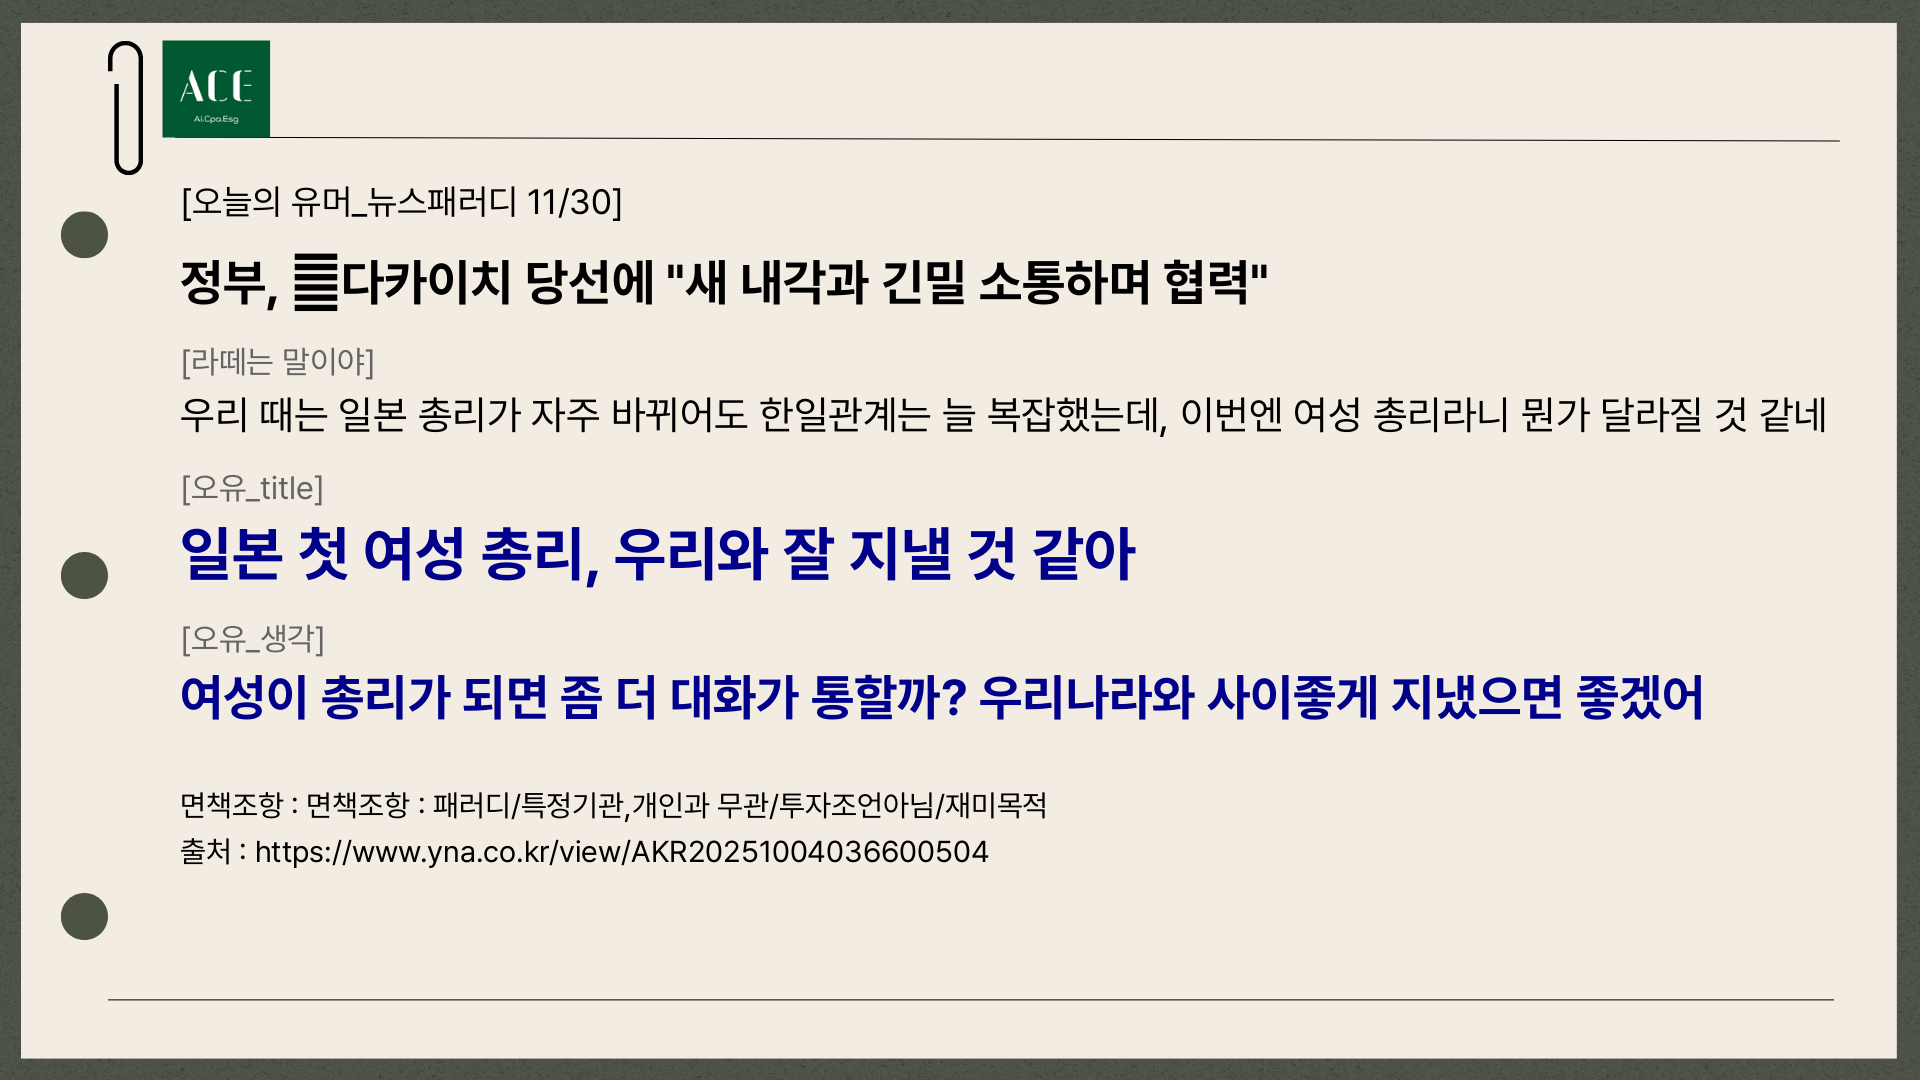 ACE
Ai.Cpa.Esg
[오늘의 유머_뉴스패러디 11/30]
정부, 다카이치 당선에 "새 내각과 긴밀 소통하며 협력"
[라떼는 말이야]
우리 때는 일본 총리가 자주 바뀌어도 한일관계는 늘 복잡했는데, 이번엔 여성 총리라니 뭔가 달라질 것 같네
[오유_title]
일본 첫 여성 총리, 우리와 잘 지낼 것 같아
[오유_생각]
여성이 총리가 되면 좀 더 대화가 통할까? 우리나라와 사이좋게 지냈으면 좋겠어
면책조항 : 면책조항 : 패러디/특정기관,개인과 무관/투자조언아님/재미목적
출처 : https://www.yna.co.kr/view/AKR20251004036600504